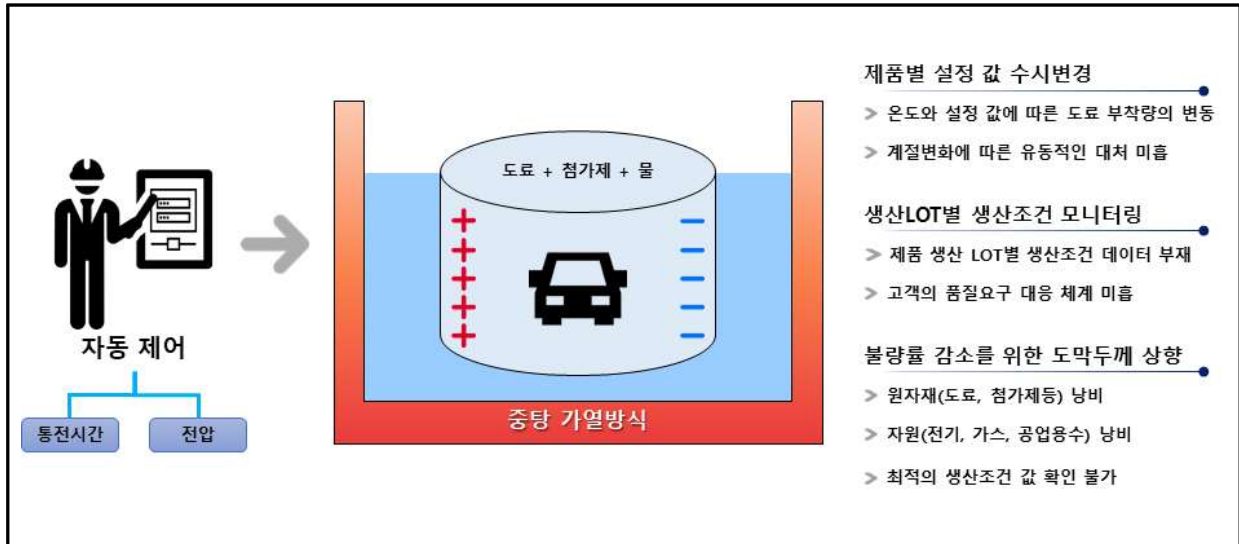 자동 제어
통전시간
전압
도료 + 첨가제 + 물
중탕 가열방식
제품별 설정 값 수시변경
온도와 설정 값에 따른 도료 부착량의 변동
계절변화에 따른 유동적인 대처 미흡
생산LOT별 생산조건 모니터링
제품 생산 LOT별 생산조건 데이터 부재
고객의 품질요구 대응 체계 미흡
불량률 감소를 위한 도막두께 상향
원자재(도료, 첨가제등) 낭비
자원(전기, 가스, 공업용수) 낭비
최적의 생산조건 값 확인 불가